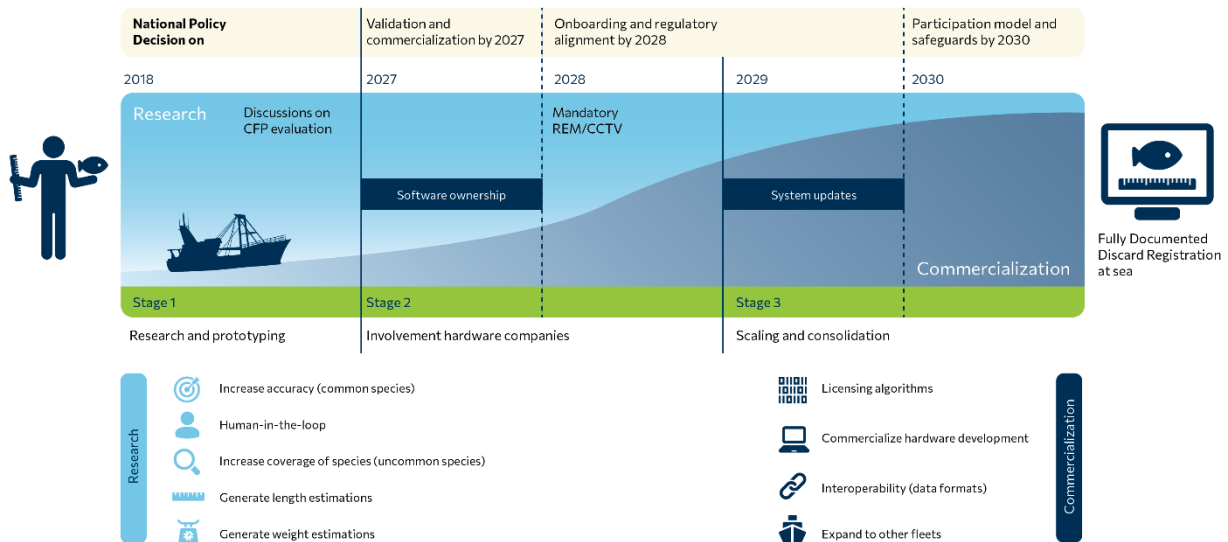 National Policy
Decision on
Validation and
commercialization by 2027
Onboarding and regulatory
alignment by 2028
Participation model and
safeguards by 2030
2018
2027
2028
2029
2030
Research
Discussions on
CFP evaluation
Mandatory
REM/CCTV
Software ownership
System updates
Commercialization
Fully Documented
Discard Registration
at sea
Stage 1
Stage 2
Stage 3
Research and prototyping
Involvement hardware companies
Scaling and consolidation
Research
Increase accuracy (common species)
Human-in-the-loop
Increase coverage of species (uncommon species)
Generate length estimations
Generate weight estimations
Licensing algorithms
Commercialize hardware development
Interoperability (data formats)
Expand to other fleets
Commercialization